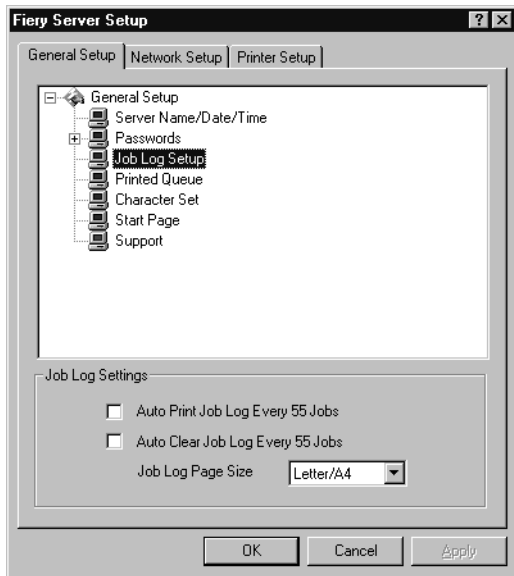 Fiery Server Setup
General Setup Network Setup Printer Setup
General Setup
Server Name/Date/Time
Passwords
Job Log Setup
Printed Queue
Character Set
Start Page
Support
Job Log Settings
Auto Print Job Log Every 55 Jobs
Auto Clear Job Log Every 55 Jobs
Job Log Page Size Letter/A4
OK Cancel Apply